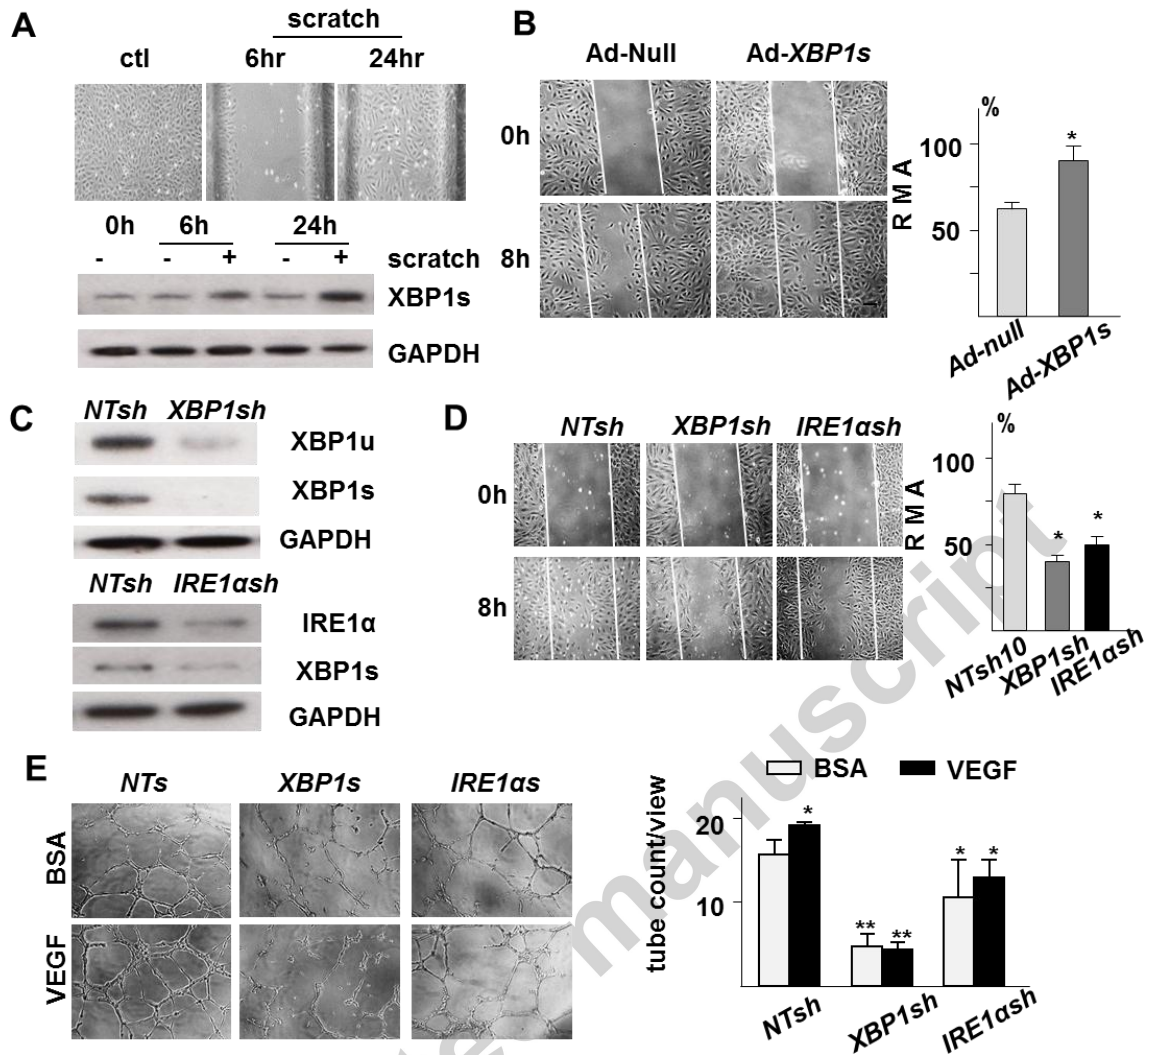 A
scratch
ctl 6hr 24hr
0h 6h 24h
- - + - + scratch
XBP1s
GAPDH
B
Ad-Null Ad-XBP1s
0h
8h
%
100
50
R M A
*
Ad-null
Ad-XBP1s
C
NTsh XBP1sh
XBP1u
XBP1s
GAPDH
NTsh IRE1αsh
IRE1α
XBP1s
GAPDH
D
NTsh XBP1sh IRE1αsh
0h
8h
%
100
50
R M A
*
*
NTsh10
XBP1sh
IRE1αsh
E
NTs XBP1s IRE1αs
BSA
VEGF
BSA VEGF
tube count/view
20
10
*
** **
* *
NTsh
XBP1sh
IRE1αsh
manuscript